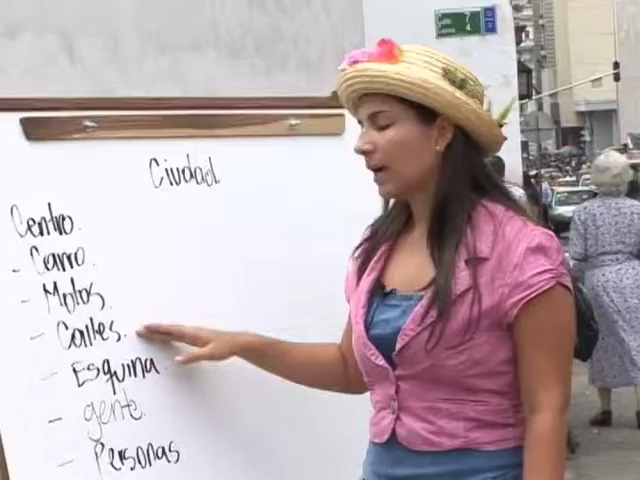 Ciudad
Centro.
- Carro.
- Motos.
- Calles.
- Esquina.
- gente.
- Personas